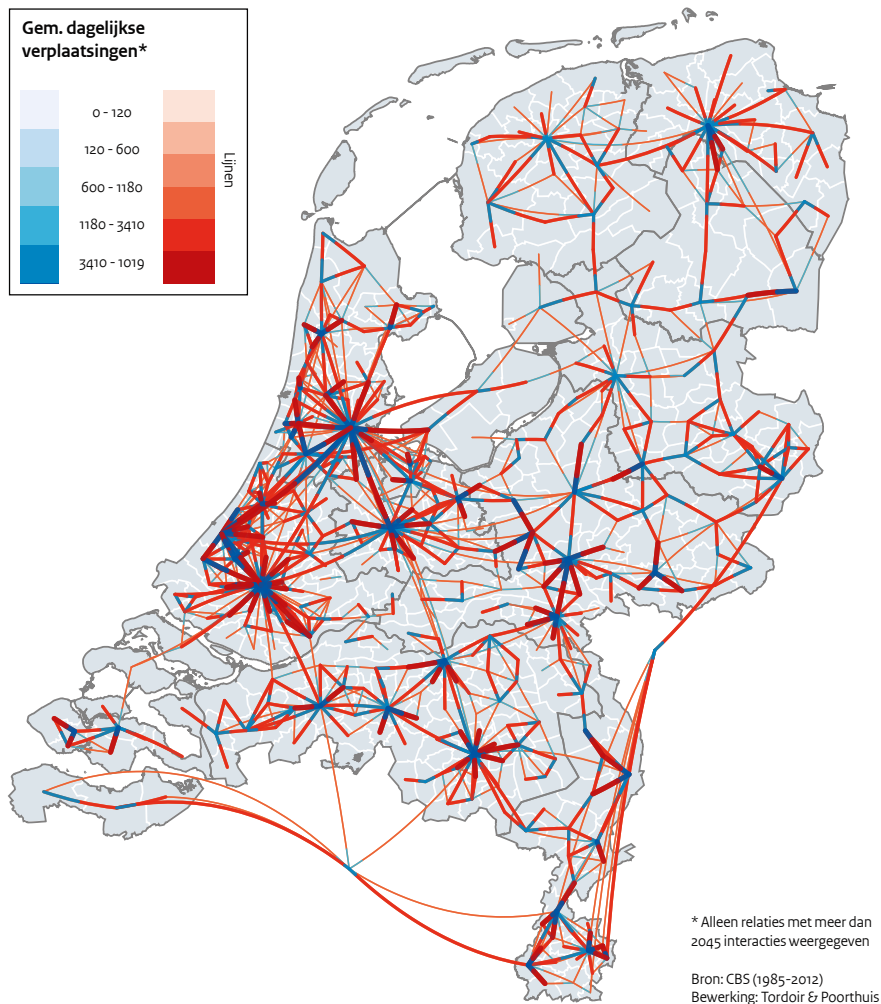 Gem. dagelijkse
verplaatsingen*
0 - 120
120 - 600
600 - 1180
1180 - 3410
3410 - 1019
Lijnen
* Alleen relaties met meer dan
2045 interacties weergegeven
Bron: CBS (1985-2012)
Bewerking: Tordoir & Poorthuis